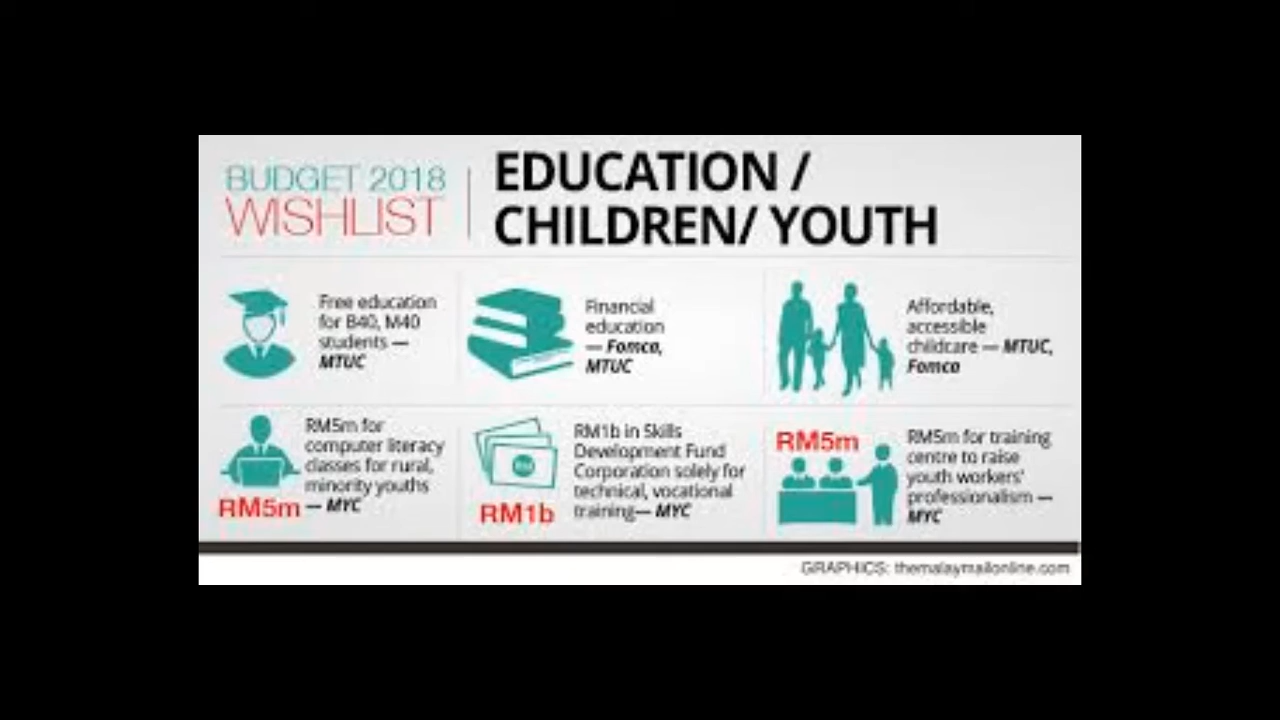 BUDGET 2018
WISHLIST
EDUCATION /
CHILDREN/ YOUTH
Free education
for B40, M40
students —
MTUC
Financial
education
— Fomca,
MTUC
Affordable,
accessible
childcare — MTUC,
Fomca
RM5m for
computer literacy
classes for rural,
minority youths
— MYC
RM5m
RM1b in Skills
Development Fund
Corporation solely for
technical, vocational
training— MYC
RM1b
RM5m
RM5m for training
centre to raise
youth workers'
professionalism —
MYC
GRAPHICS: themalaymailonline.com